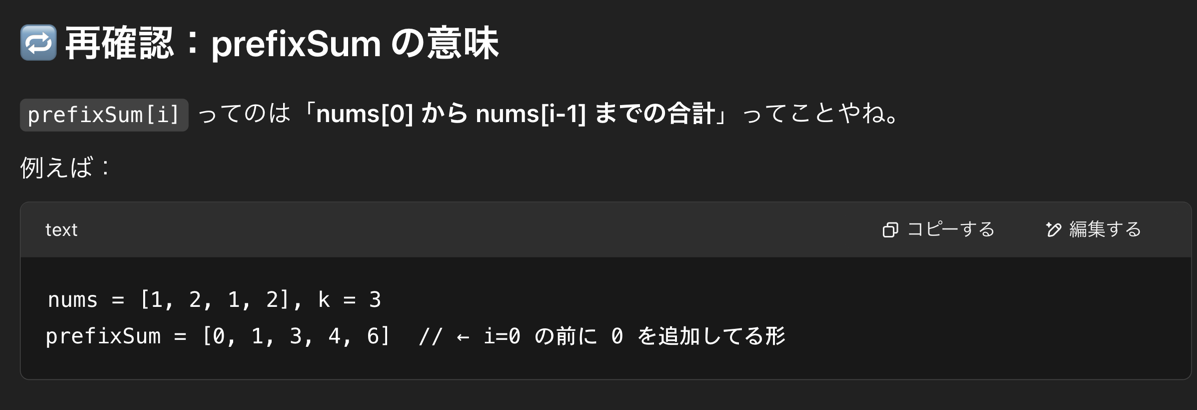 🔁 再確認：prefixSum の意味
prefixSum[i] ってのは「nums[0] から nums[i-1] までの合計」ってことやね。
例えば：
text コピーする 編集する
nums = [1, 2, 1, 2], k = 3
prefixSum = [0, 1, 3, 4, 6]  // ← i=0 の前に 0 を追加してる形